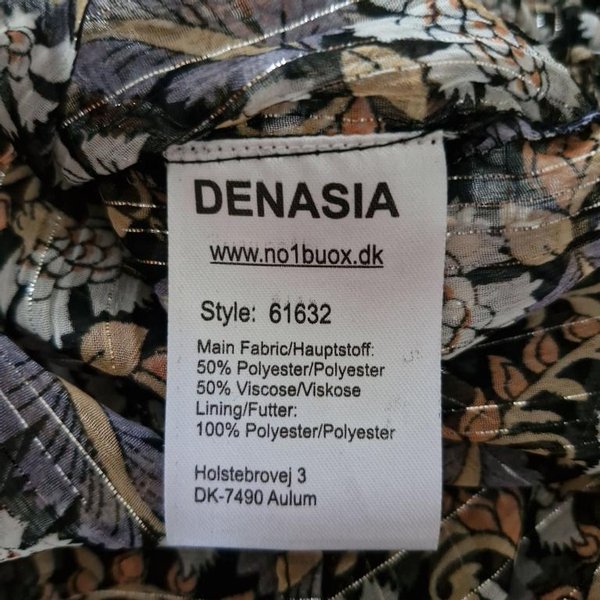 DENASIA
www.no1buox.dk
Style: 61632
Main Fabric/Hauptstoff:
50% Polyester/Polyester
50% Viscose/Viskose
Lining/Futter:
100% Polyester/Polyester
Holstebrovej 3
DK-7490 Aulum